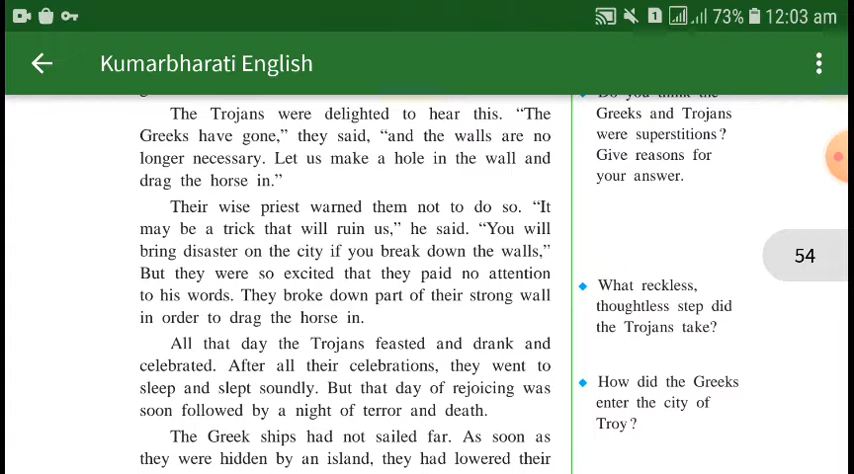 1 73% 12:03 am
Kumarbharati English
The Trojans were delighted to hear this. “The
Greeks have gone,” they said, “and the walls are no
longer necessary. Let us make a hole in the wall and
drag the horse in.”
Their wise priest warned them not to do so. “It
may be a trick that will ruin us,” he said. “You will
bring disaster on the city if you break down the walls,”
But they were so excited that they paid no attention
to his words. They broke down part of their strong wall
in order to drag the horse in.
All that day the Trojans feasted and drank and
celebrated. After all their celebrations, they went to
sleep and slept soundly. But that day of rejoicing was
soon followed by a night of terror and death.
The Greek ships had not sailed far. As soon as
they were hidden by an island, they had lowered their
Do you think the
Greeks and Trojans
were superstitions?
Give reasons for
your answer.
What reckless,
thoughtless step did
the Trojans take?
How did the Greeks
enter the city of
Troy?
54